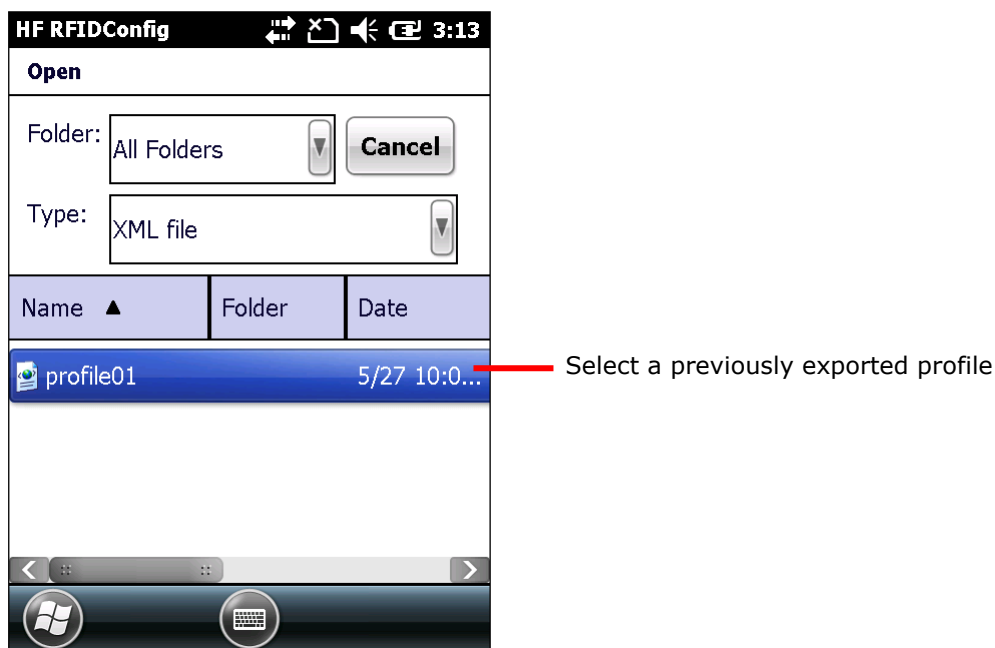 HF RFIDConfig 3:13
Open
Folder: All Folders Cancel
Type: XML file
Name Folder Date
profile01 5/27 10:0...
Select a previously exported profile